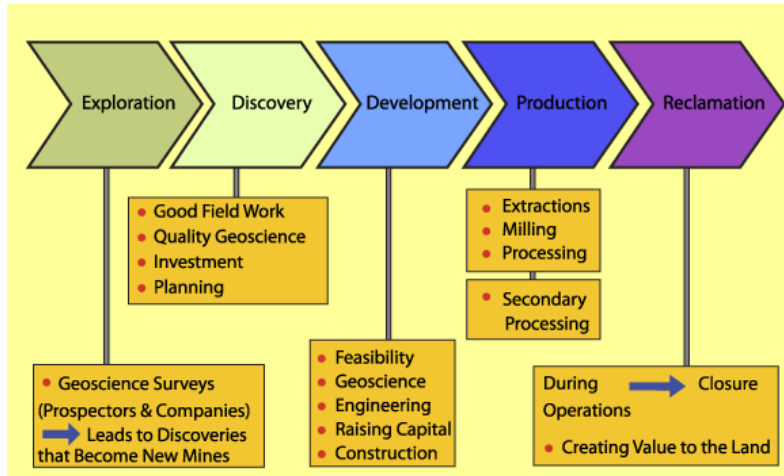 Exploration
Discovery
Development
Production
Reclamation
• Good Field Work
• Quality Geoscience
• Investment
• Planning
• Extractions
• Milling
• Processing
• Secondary
Processing
• Geoscience Surveys
(Prospectors & Companies)
Leads to Discoveries
that Become New Mines
• Feasibility
• Geoscience
• Engineering
• Raising Capital
• Construction
During Closure
Operations
• Creating Value to the Land